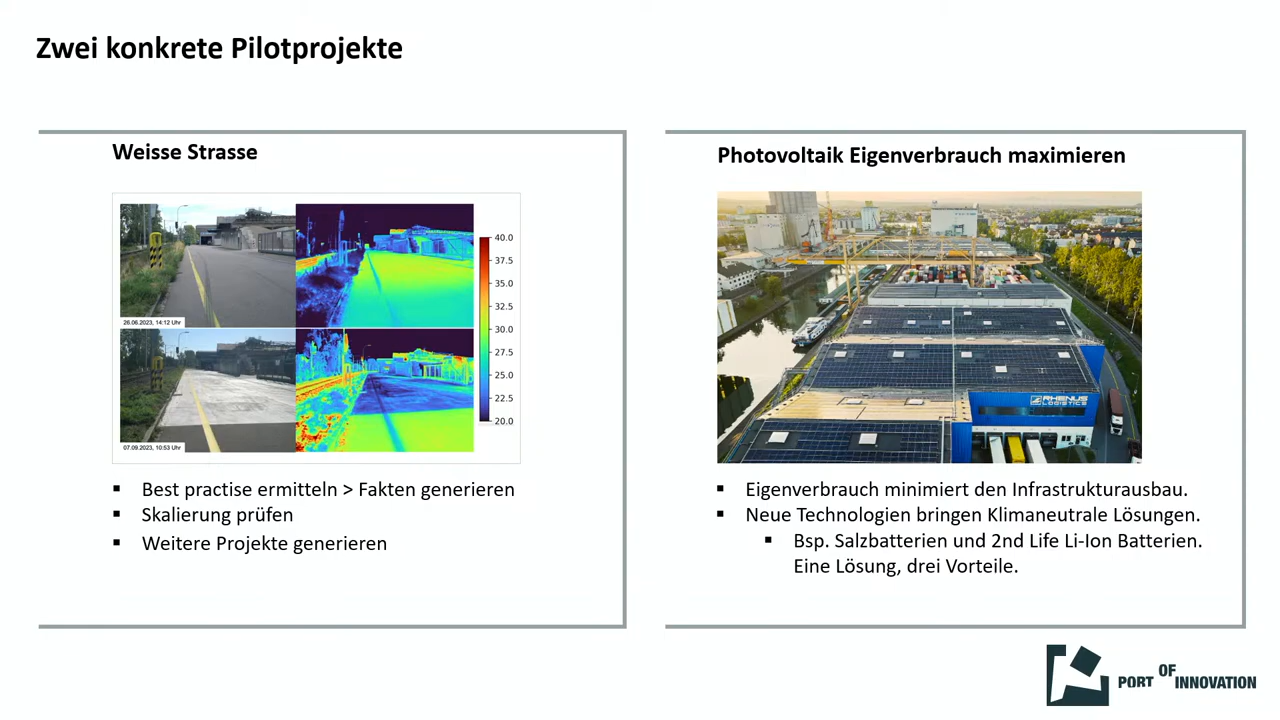 Zwei konkrete Pilotprojekte
Weisse Strasse
26.06.2023, 14:12 Uhr
07.09.2023, 10:53 Uhr
40.0
37.5
35.0
32.5
30.0
27.5
25.0
22.5
20.0
▪ Best practise ermitteln > Fakten generieren
▪ Skalierung prüfen
▪ Weitere Projekte generieren
Photovoltaik Eigenverbrauch maximieren
RHENUS
LOGISTICS
▪ Eigenverbrauch minimiert den Infrastrukturausbau.
▪ Neue Technologien bringen Klimaneutrale Lösungen.
▪ Bsp. Salzbatterien und 2nd Life Li-Ion Batterien.
Eine Lösung, drei Vorteile.
PORT OF INNOVATION